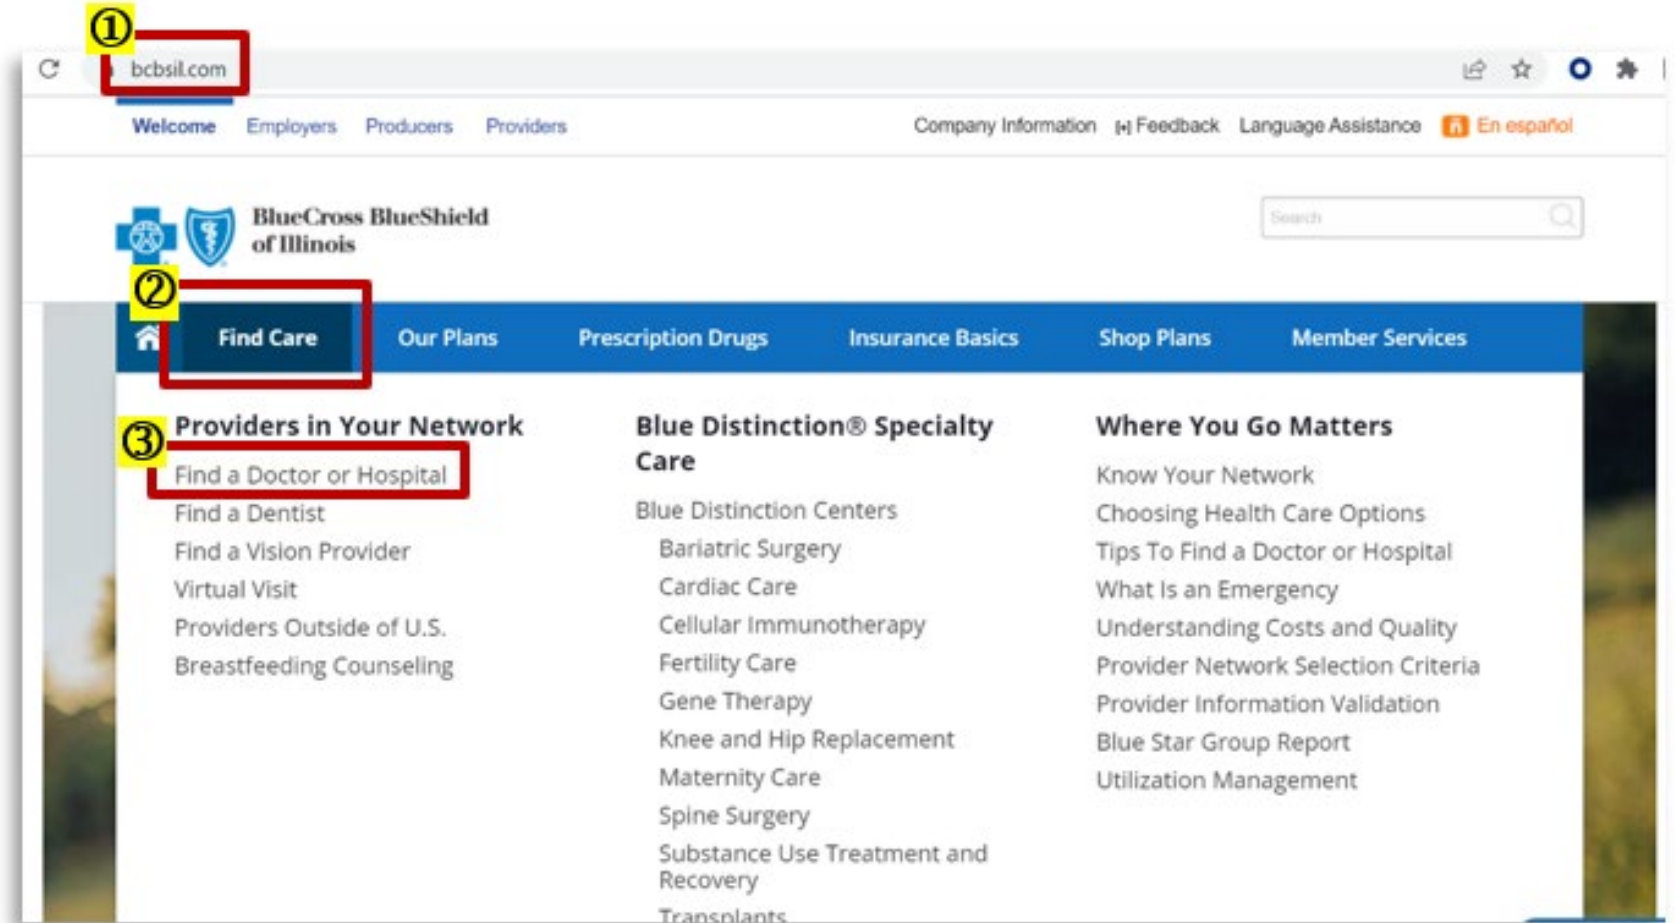 ①
bcbsil.com
Welcome Employers Producers Providers
Company Information [+] Feedback Language Assistance En español
BlueCross BlueShield
of Illinois
Search
②
Find Care Our Plans Prescription Drugs Insurance Basics Shop Plans Member Services
③
Providers in Your Network
Find a Doctor or Hospital
Find a Dentist
Find a Vision Provider
Virtual Visit
Providers Outside of U.S.
Breastfeeding Counseling
Blue Distinction® Specialty
Care
Blue Distinction Centers
Bariatric Surgery
Cardiac Care
Cellular Immunotherapy
Fertility Care
Gene Therapy
Knee and Hip Replacement
Maternity Care
Spine Surgery
Substance Use Treatment and
Recovery
Transplants
Where You Go Matters
Know Your Network
Choosing Health Care Options
Tips To Find a Doctor or Hospital
What Is an Emergency
Understanding Costs and Quality
Provider Network Selection Criteria
Provider Information Validation
Blue Star Group Report
Utilization Management